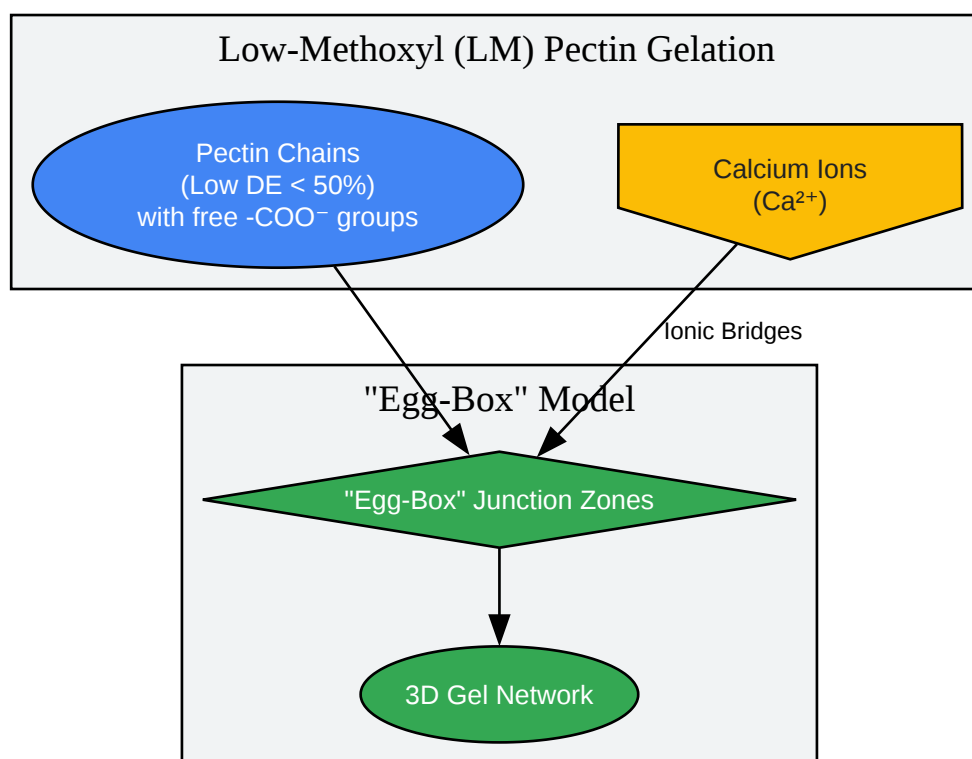 Low-Methoxyl (LM) Pectin Gelation
Pectin Chains
(Low DE < 50%)
with free -COO⁻ groups
Calcium Ions
(Ca²⁺)
Ionic Bridges
"Egg-Box" Model
"Egg-Box" Junction Zones
3D Gel Network